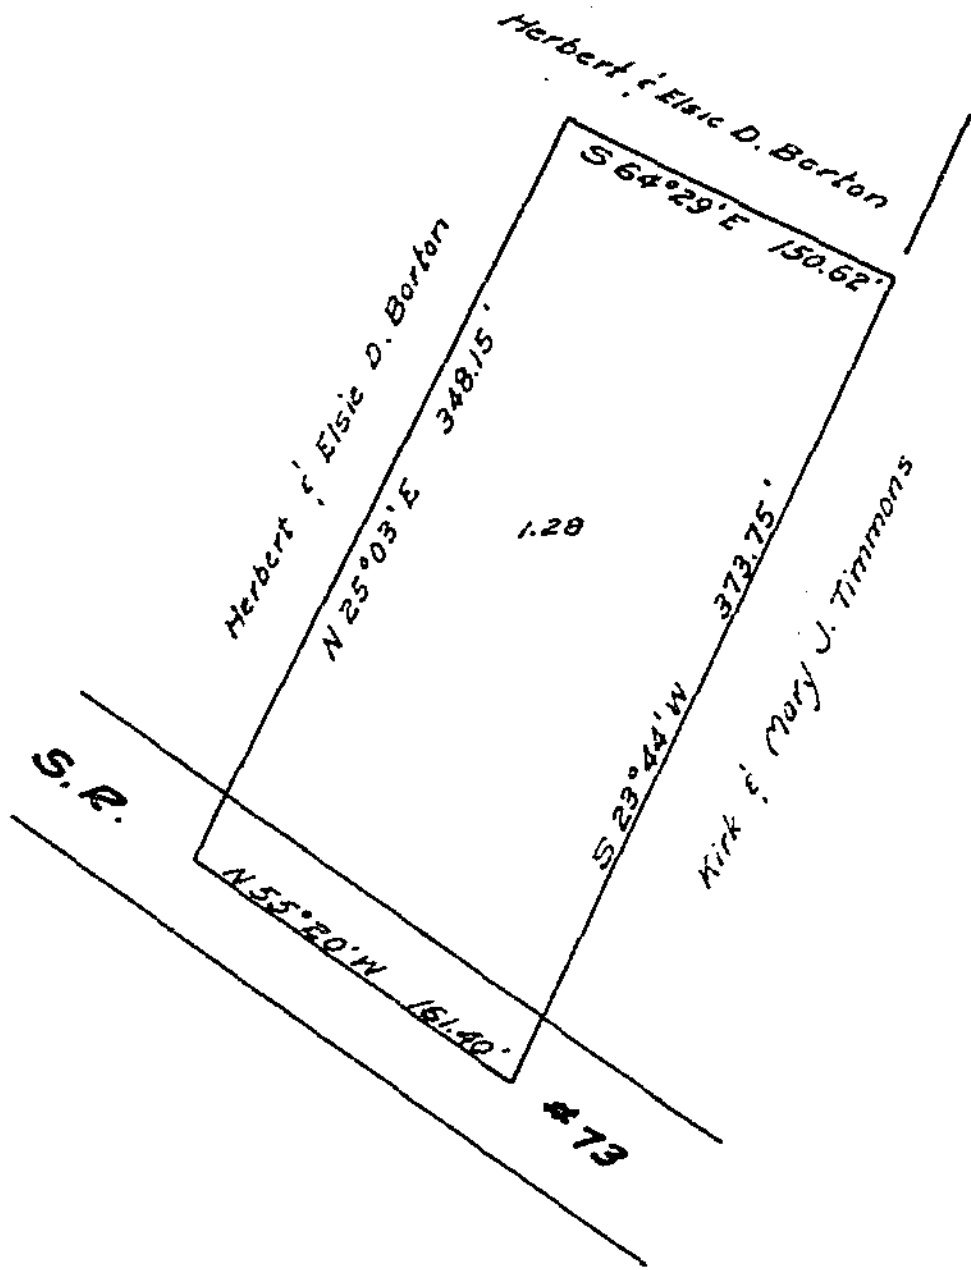 Herbert & Elsie D. Borton
S 64°29'E 150.62'
Herbert & Elsie D. Borton
N 25°03'E 348.15'
1.28
S 23°44'W 373.75'
Kirk & Mary J. Timmons
S.R.
N 55°20'W 161.40'
#73